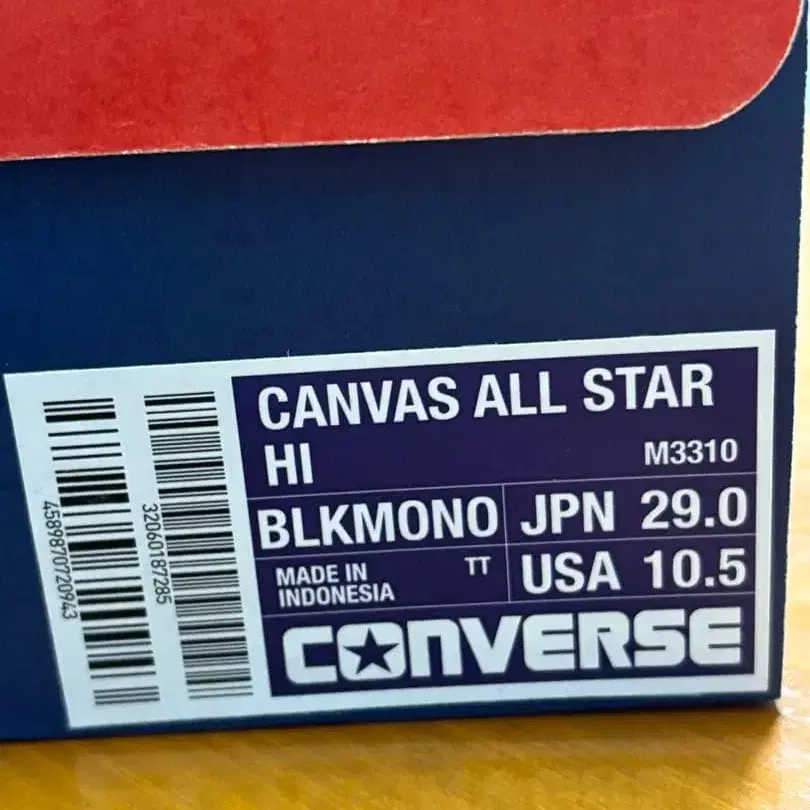 CANVAS ALL STAR
HI
M3310
BLKMONO
JPN 29.0
MADE IN
INDONESIA
TT
USA 10.5
CONVERSE
4589870720943
32060187285